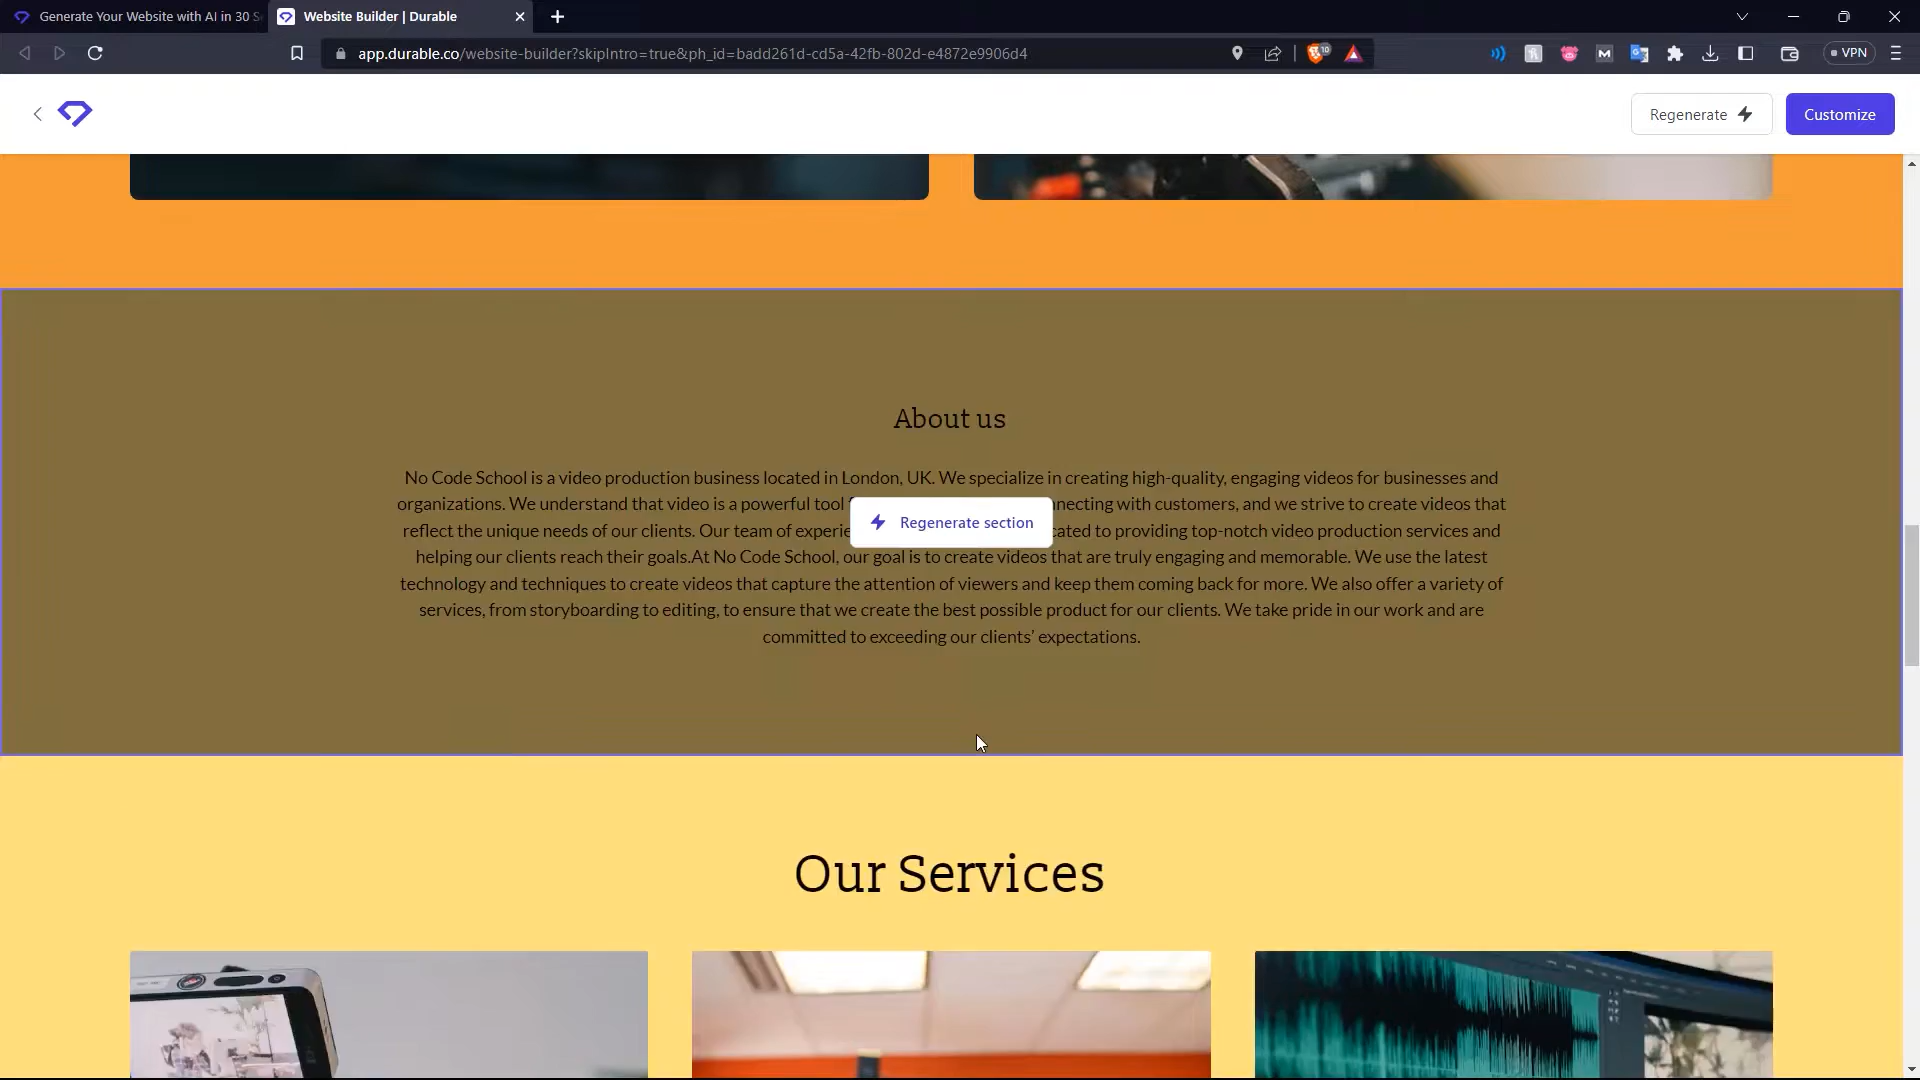 Generate Your Website with AI in 30 S
Website Builder | Durable
app.durable.co/website-builder?skipIntro=true&ph_id=badd261d-cd5a-42fb-802d-e4872e9906d4
10
VPN
Regenerate
Customize
About us
No Code School is a video production business located in London, UK. We specialize in creating high-quality, engaging videos for businesses and
organizations. We understand that video is a powerful tool necting with customers, and we strive to create videos that
Regenerate section
reflect the unique needs of our clients. Our team of experie cated to providing top-notch video production services and
helping our clients reach their goals.At No Code School, our goal is to create videos that are truly engaging and memorable. We use the latest
technology and techniques to create videos that capture the attention of viewers and keep them coming back for more. We also offer a variety of
services, from storyboarding to editing, to ensure that we create the best possible product for our clients. We take pride in our work and are
committed to exceeding our clients' expectations.
Our Services